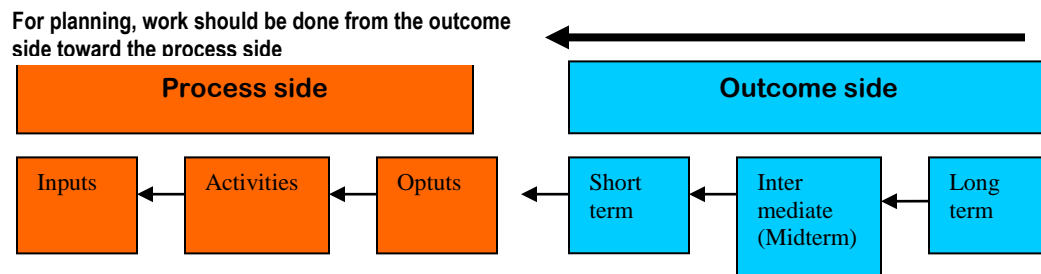 For planning, work should be done from the outcome
side toward the process side
Process side
Outcome side
Inputs
Activities
Optuts
Short
term
Inter
mediate
(Midterm)
Long
term